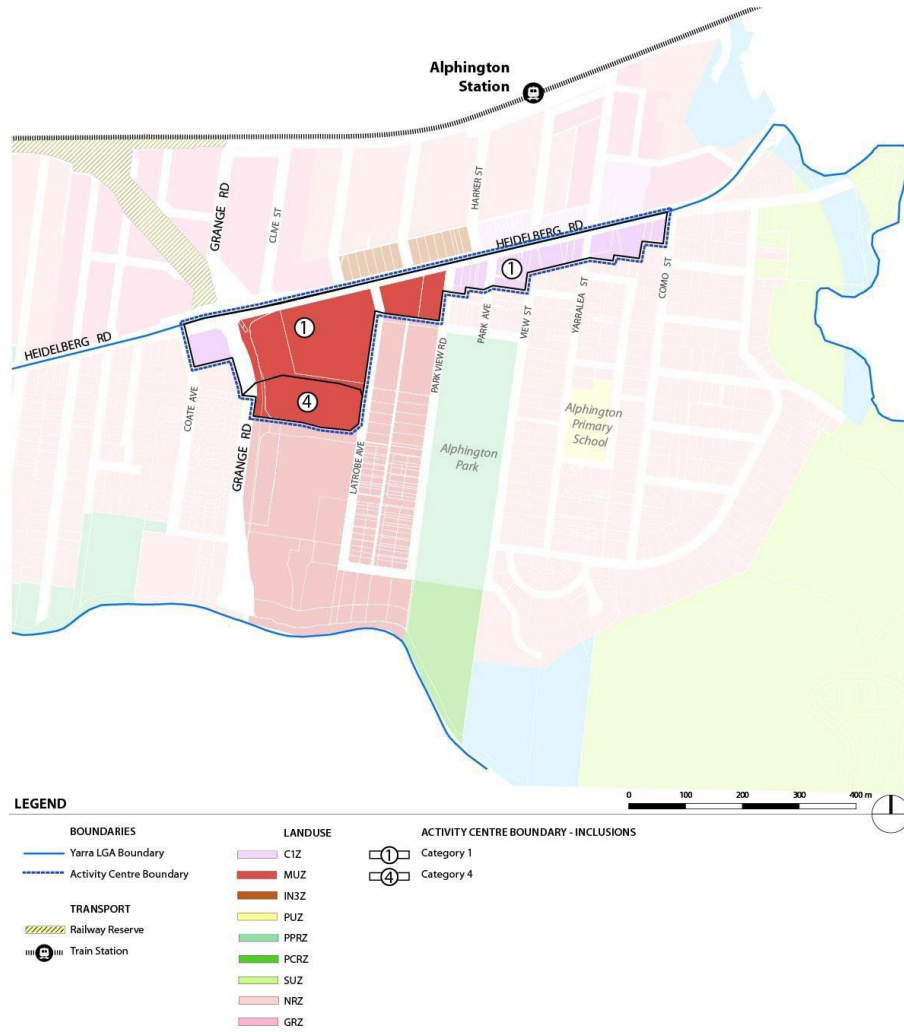 Alphington
Station
GRANGE RD
CLIVE ST
HARKER ST
HEIDELBERG RD
1
COMO ST
YARRALEA ST
VIEW ST
PARK AVE
PARK VIEW RD
1
HEIDELBERG RD
COATE AVE
4
GRANGE RD
LATROBE AVE
Alphington
Primary
School
Alphington
Park
0 100 200 300 400 m
LEGEND
BOUNDARIES
Yarra LGA Boundary
Activity Centre Boundary
TRANSPORT
Railway Reserve
Train Station
LANDUSE
C1Z
MUZ
IN3Z
PUZ
PPRZ
PCRZ
SUZ
NRZ
GRZ
ACTIVITY CENTRE BOUNDARY - INCLUSIONS
1 Category 1
4 Category 4